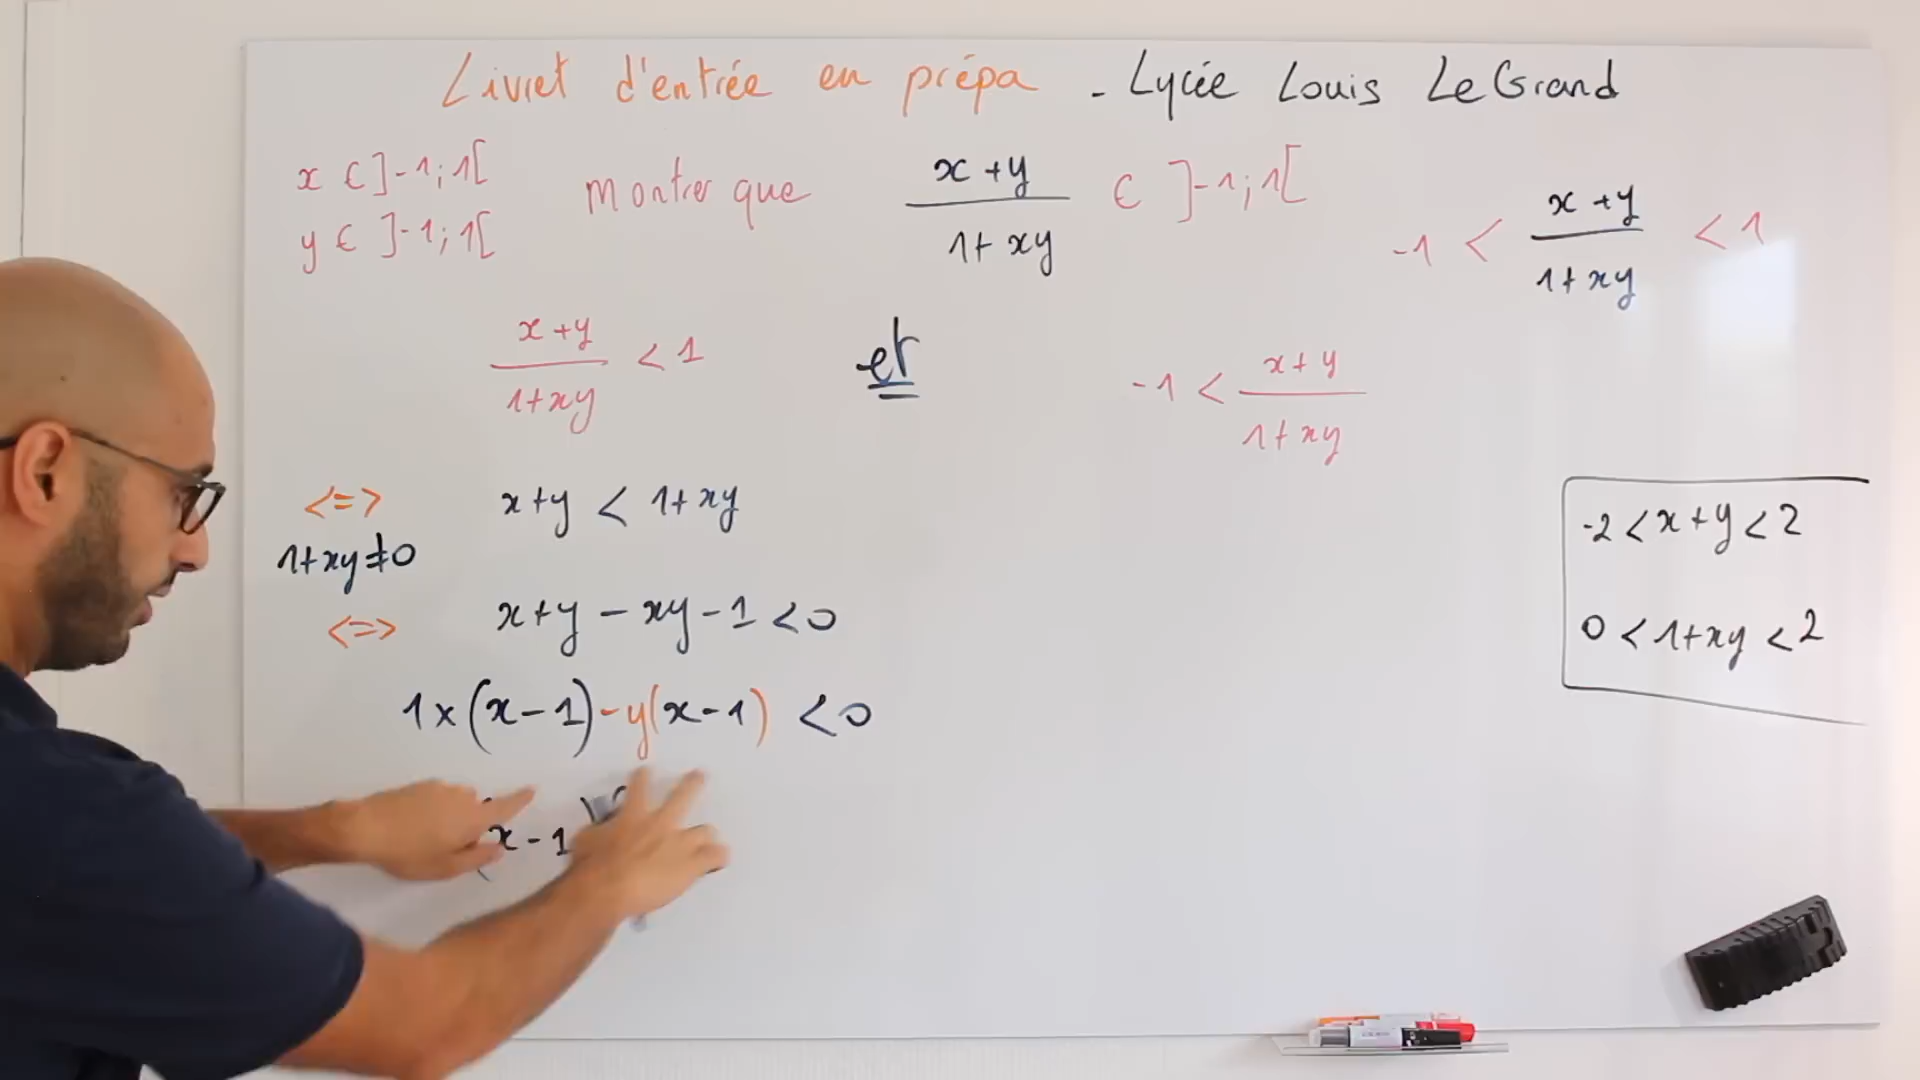 Livret d'entrée en prépa - Lycée Louis LeGrand
x ∈ ]-1;1[
y ∈ ]-1;1[
Montrer que
x+y
1+xy
∈ ]-1;1[
-1 < x+y < 1
1+xy
x+y < 1
1+xy
et
-1 < x+y
1+xy
<=> x+y < 1+xy
1+xy≠0
<=> x+y - xy - 1 < 0
1×(x-1) - y(x-1) < 0
(x-1)
-2 < x+y < 2
0 < 1+xy < 2